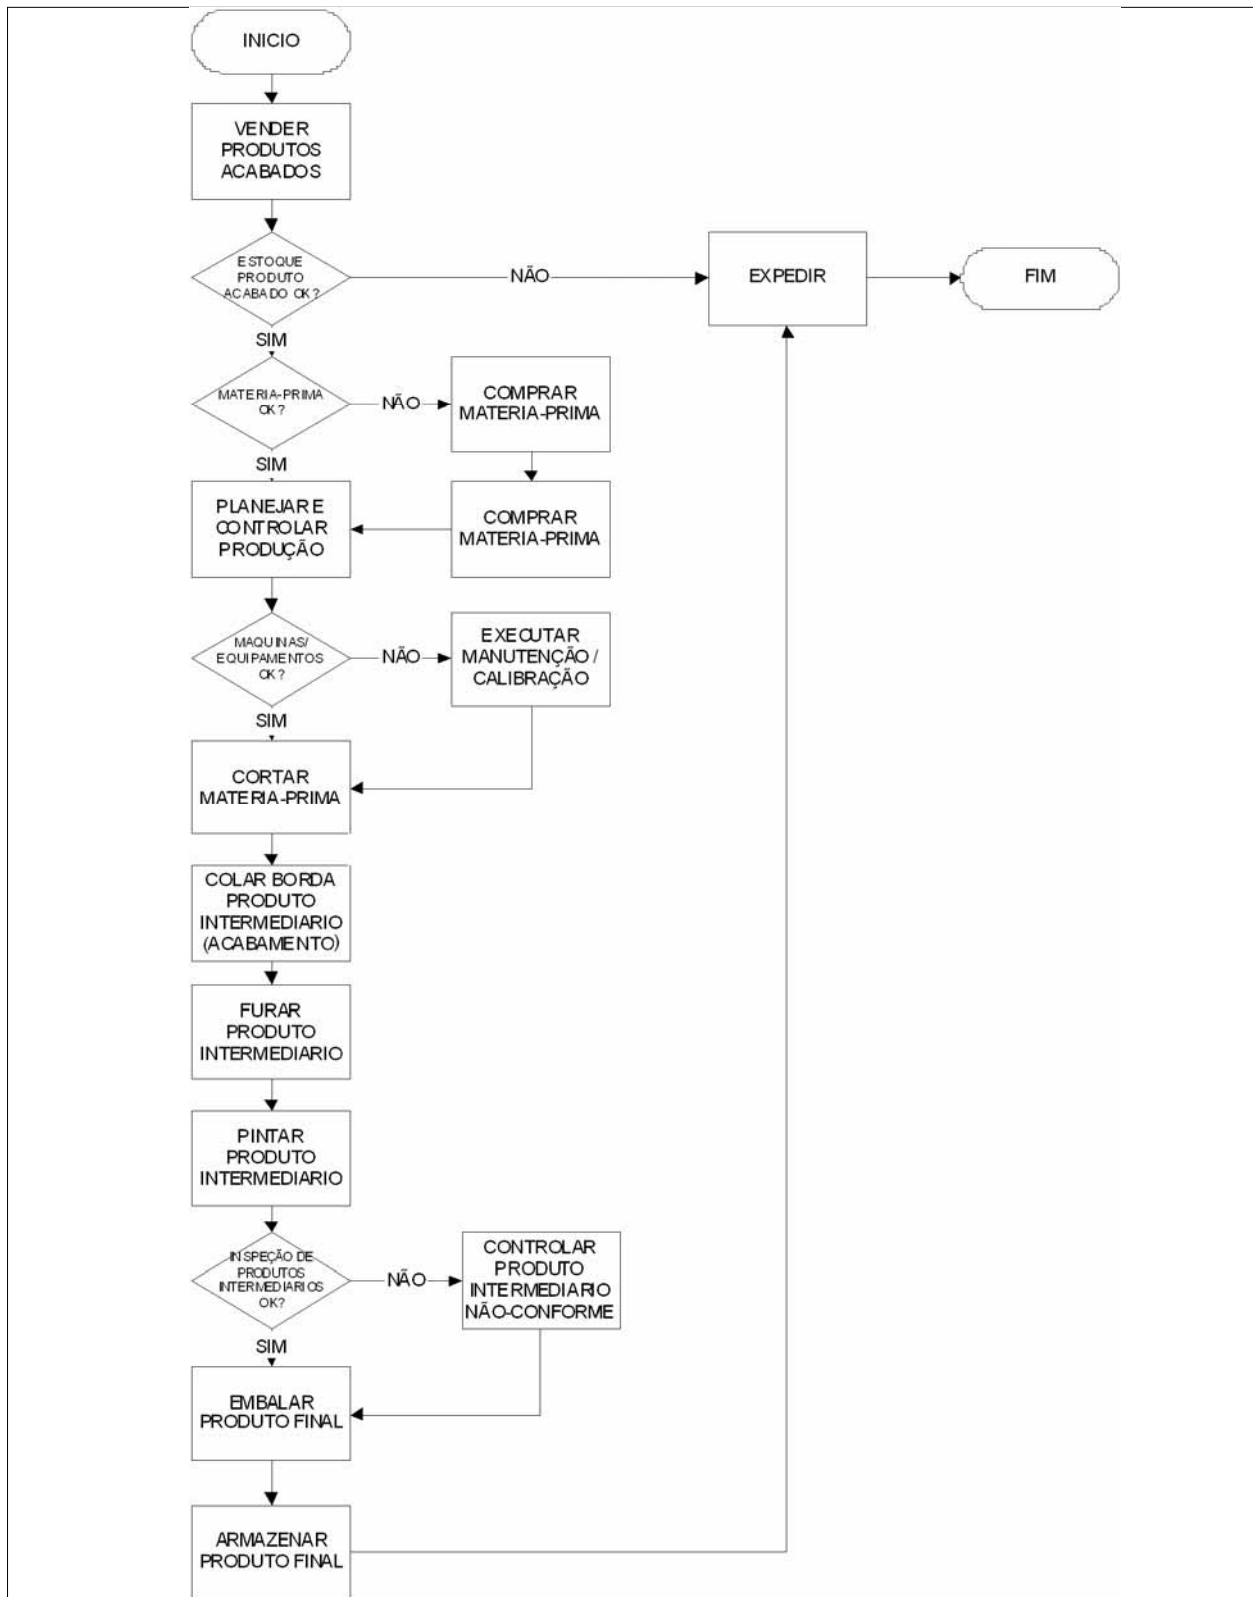 INICIO
VENDER
PRODUTOS
ACABADOS
ESTOQUE
PRODUTO
ACABADO OK?
NÃO
EXPEDIR
FIM
SIM
MATERIA-PRIMA
OK?
NÃO
COMPRAR
MATERIA-PRIMA
SIM
PLANEJAR E
CONTROLAR
PRODUÇÃO
COMPRAR
MATERIA-PRIMA
MAQUINAS/
EQUIPAMENTOS
OK?
NÃO
EXECUTAR
MANUTENÇÃO /
CALIBRAÇÃO
SIM
CORTAR
MATERIA-PRIMA
COLAR BORDA
PRODUTO
INTERMEDIARIO
(ACABAMENTO)
FURAR
PRODUTO
INTERMEDIARIO
PINTAR
PRODUTO
INTERMEDIARIO
INSPEÇÃO DE
PRODUTOS
INTERMEDIARIOS
OK?
NÃO
CONTROLAR
PRODUTO
INTERMEDIARIO
NÃO-CONFORME
SIM
EMBALAR
PRODUTO FINAL
ARMAZENAR
PRODUTO FINAL